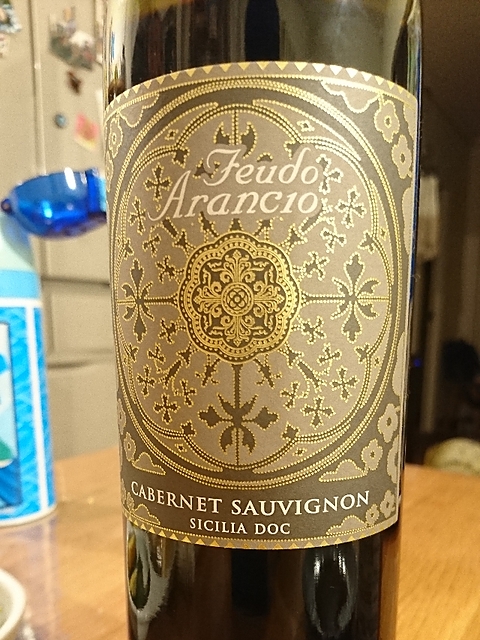 Feudo
Arancio
CABERNET SAUVIGNON
SICILIA DOC